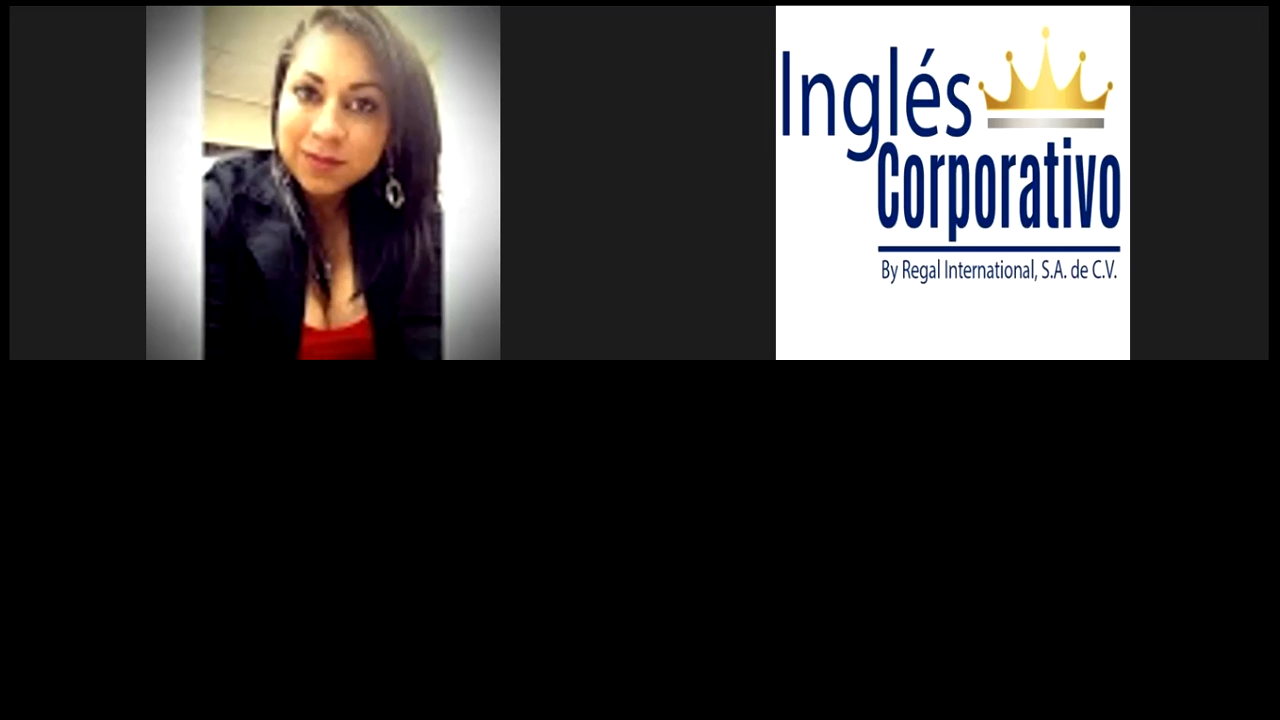 Inglés
Corporativo
By Regal International, S.A. de C.V.